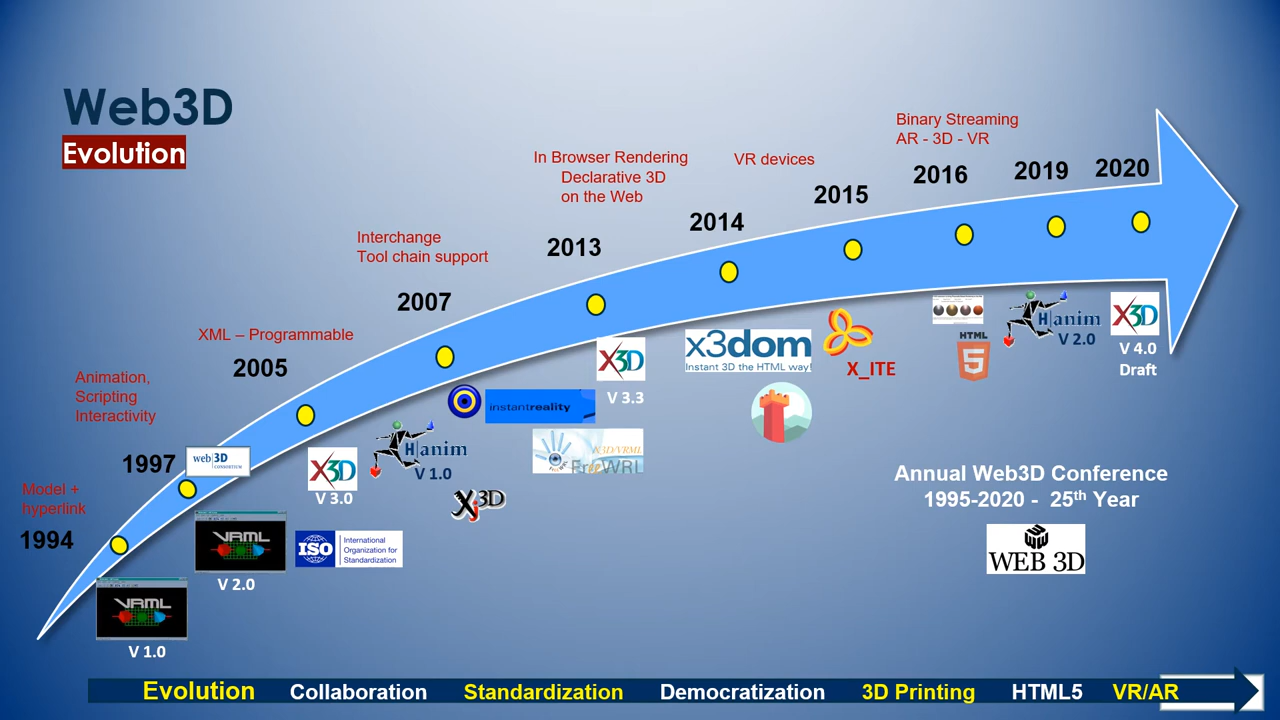 Web3D
Evolution
Model +
hyperlink
1994
VRML
V 1.0
Animation,
Scripting
Interactivity
1997
web 3D
CONSORTIUM
VRML
V 2.0
ISO
International
Organization for
Standardization
XML – Programmable
2005
X3D
V 3.0
Interchange
Tool chain support
2007
Hanim
V 1.0
Xj3D
instantreality
FreeWRL
X3D/VRML
In Browser Rendering
Declarative 3D
on the Web
2013
X3D
V 3.3
2014
x3dom
Instant 3D the HTML way!
VR devices
2015
X_ITE
Binary Streaming
AR - 3D - VR
2016
HTML
5
2019
Hanim
V 2.0
2020
X3D
V 4.0
Draft
Annual Web3D Conference
1995-2020 - 25th Year
WEB 3D
Evolution Collaboration Standardization Democratization 3D Printing HTML5 VR/AR